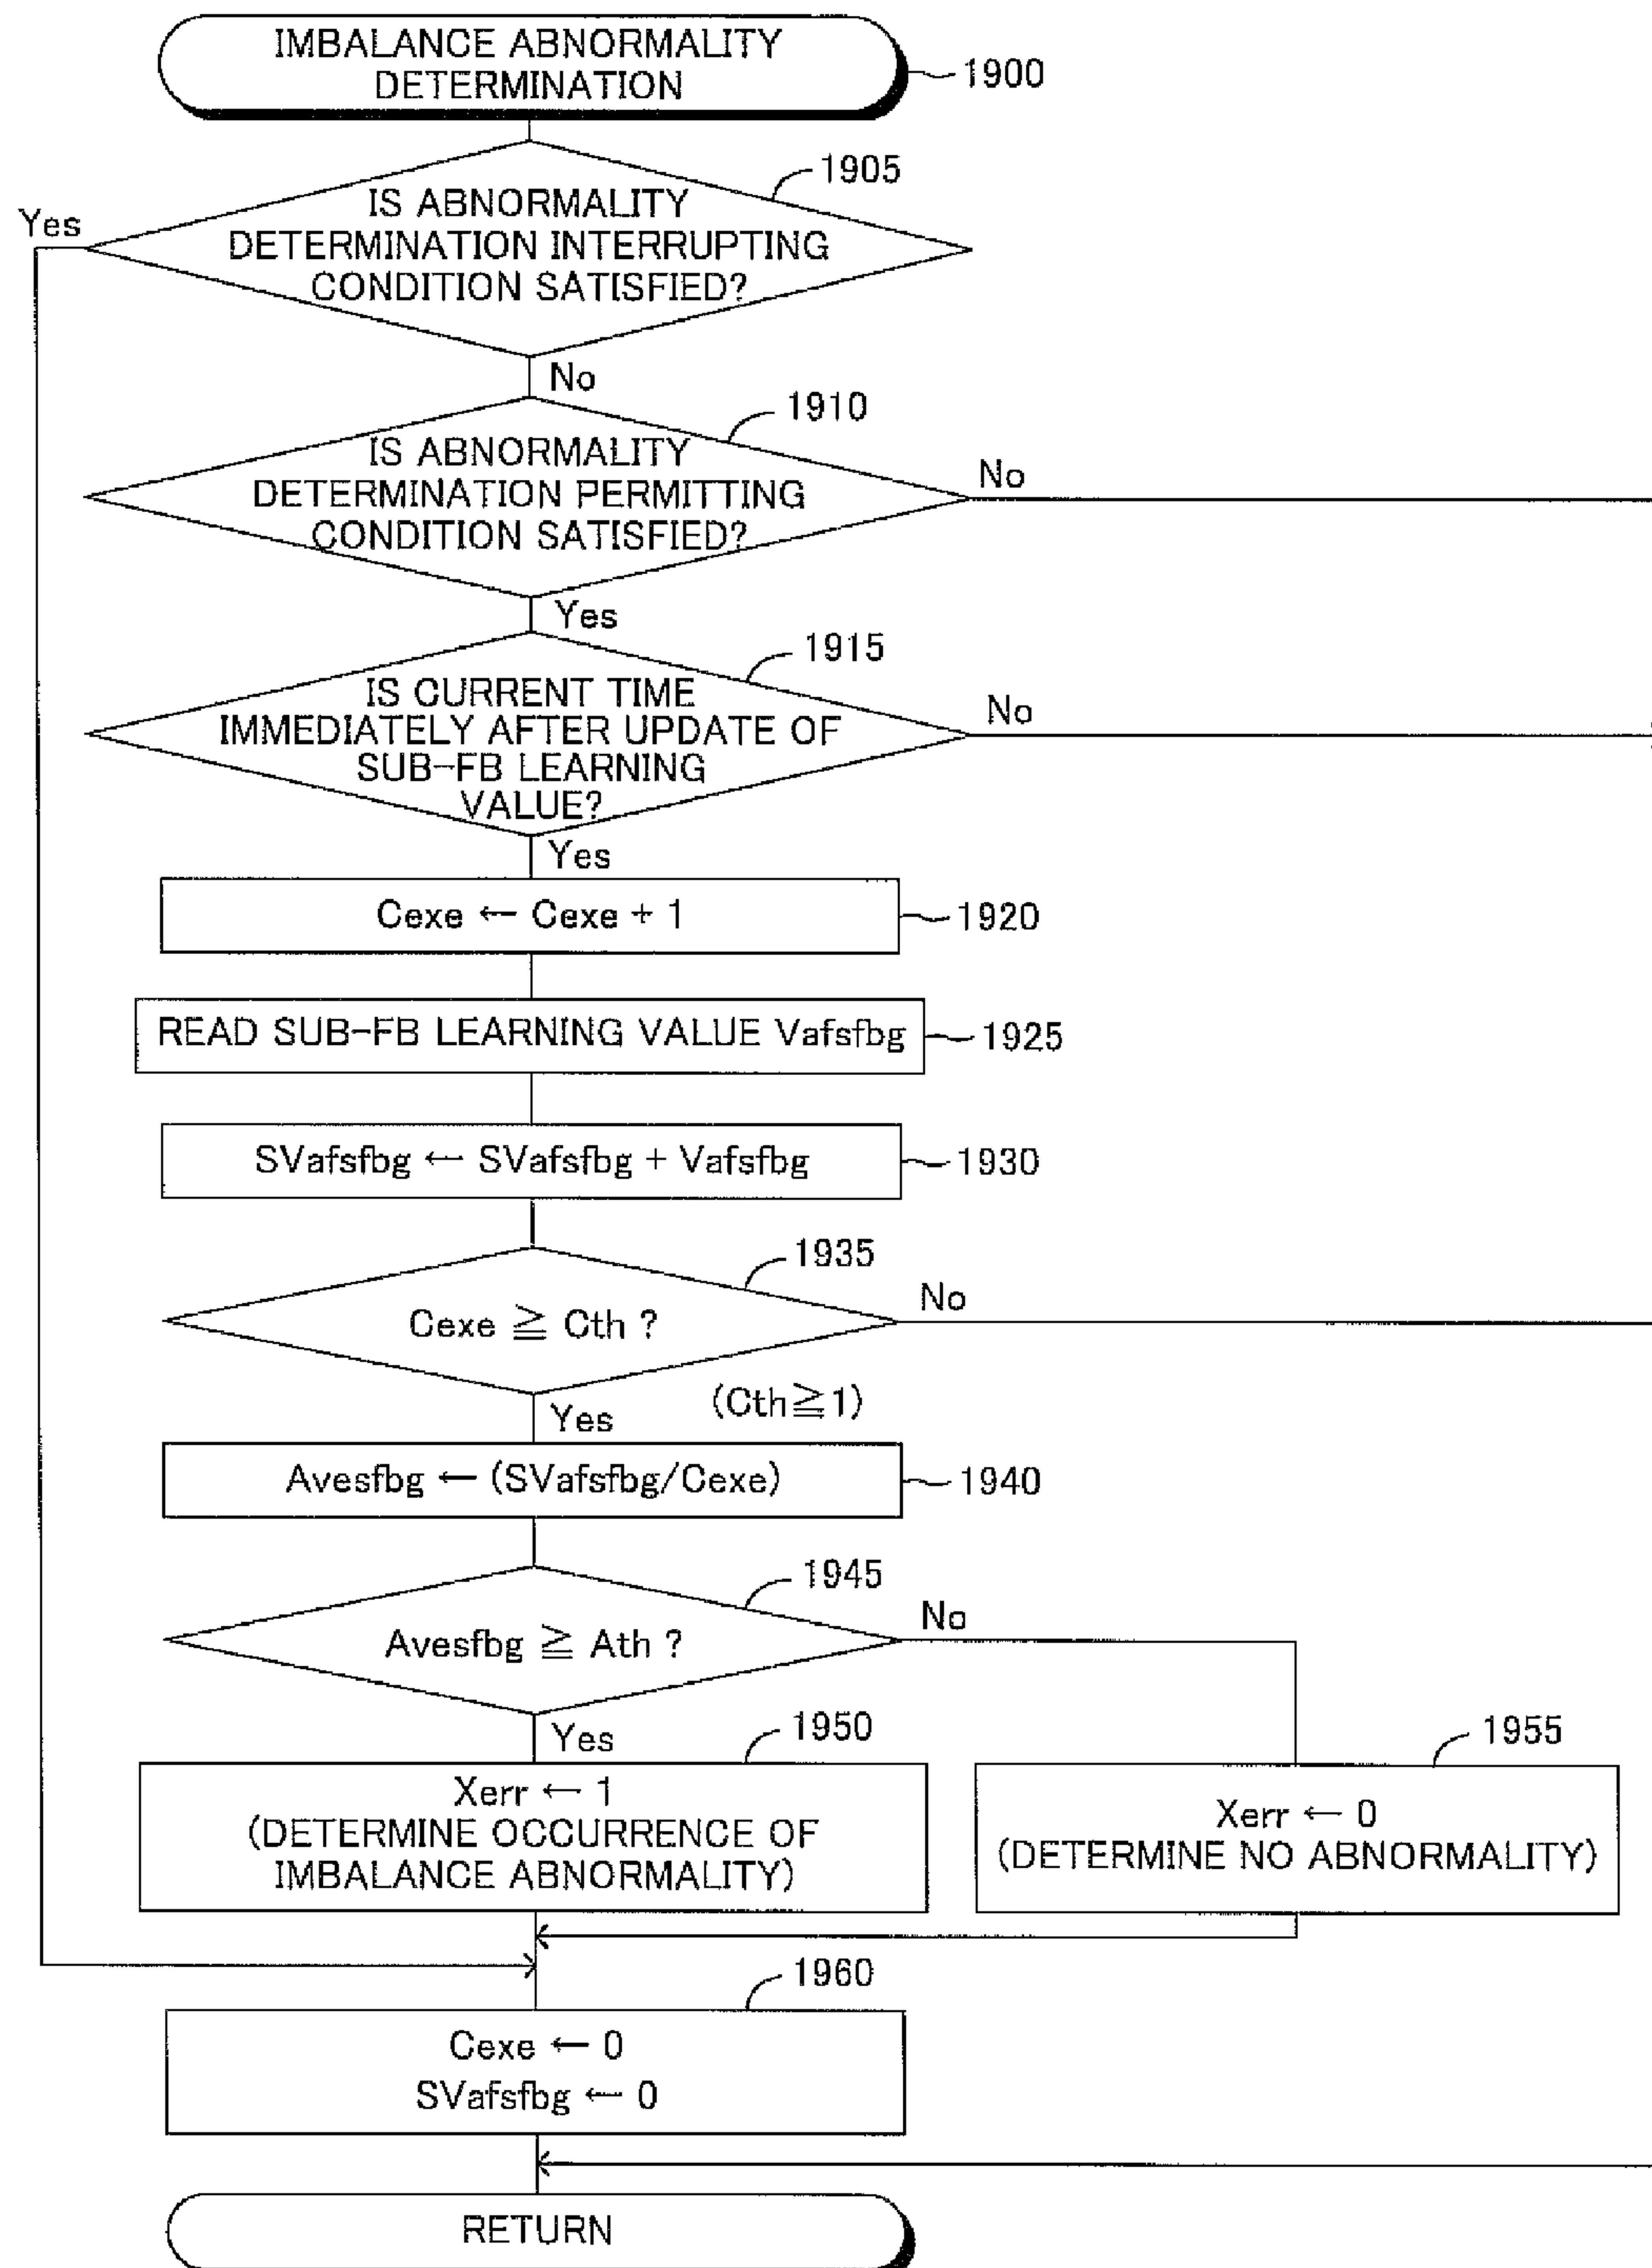 IMBALANCE ABNORMALITY
DETERMINATION
1900
1905
IS ABNORMALITY
DETERMINATION INTERRUPTING
CONDITION SATISFIED?
Yes
No
1910
IS ABNORMALITY
DETERMINATION PERMITTING
CONDITION SATISFIED?
No
Yes
1915
IS CURRENT TIME
IMMEDIATELY AFTER UPDATE OF
SUB-FB LEARNING
VALUE?
No
Yes
Cexe ← Cexe + 1
1920
READ SUB-FB LEARNING VALUE Vafsfbg
1925
SVafsfbg ← SVafsfbg + Vafsfbg
1930
1935
Cexe ≧ Cth ?
No
(Cth≧1)
Yes
Avesfbg ← (SVafsfbg/Cexe)
1940
1945
Avesfbg ≧ Ath ?
No
Yes
1950
Xerr ← 1
(DETERMINE OCCURRENCE OF
IMBALANCE ABNORMALITY)
1955
Xerr ← 0
(DETERMINE NO ABNORMALITY)
1960
Cexe ← 0
SVafsfbg ← 0
RETURN